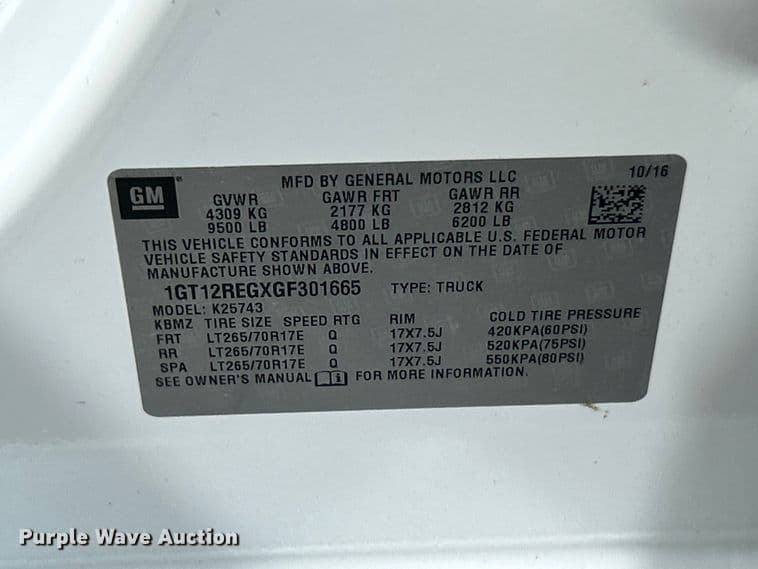 GM
MFD BY GENERAL MOTORS LLC 10/16
GVWR GAWR FRT GAWR RR
4309 KG 2177 KG 2812 KG
9500 LB 4800 LB 6200 LB
THIS VEHICLE CONFORMS TO ALL APPLICABLE U.S. FEDERAL MOTOR
VEHICLE SAFETY STANDARDS IN EFFECT ON THE DATE OF
MANUFACTURE SHOWN ABOVE.
1GT12REGXGF301665 TYPE: TRUCK
MODEL: K25743
KBMZ TIRE SIZE SPEED RTG RIM COLD TIRE PRESSURE
FRT LT265/70R17E Q 17X7.5J 420KPA(60PSI)
RR LT265/70R17E Q 17X7.5J 520KPA(75PSI)
SPA LT265/70R17E Q 17X7.5J 550KPA(80PSI)
SEE OWNER'S MANUAL FOR MORE INFORMATION.
Purple Wave Auction